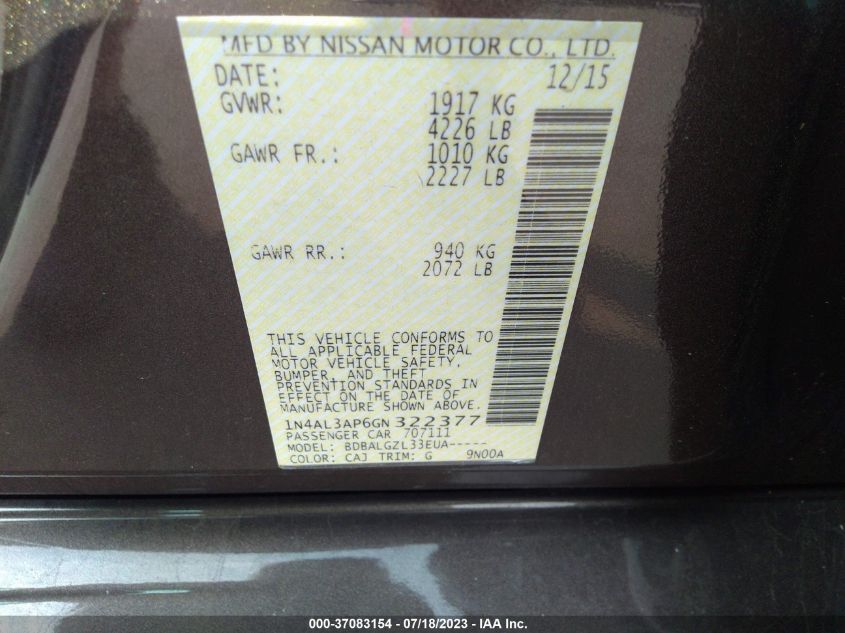 MFD BY NISSAN MOTOR CO., LTD.
DATE: 12/15
GVWR: 1917 KG
4226 LB
GAWR FR.: 1010 KG
2227 LB
GAWR RR.: 940 KG
2072 LB
THIS VEHICLE CONFORMS TO
ALL APPLICABLE FEDERAL
MOTOR VEHICLE SAFETY,
BUMPER, AND THEFT
PREVENTION STANDARDS IN
EFFECT ON THE DATE OF
MANUFACTURE SHOWN ABOVE.
1N4AL3AP6GN322377
PASSENGER CAR 707111
MODEL: BDBALGZL33EUA-----
COLOR: CAJ TRIM: G 9N00A
000-37083154 - 07/18/2023 - IAA Inc.